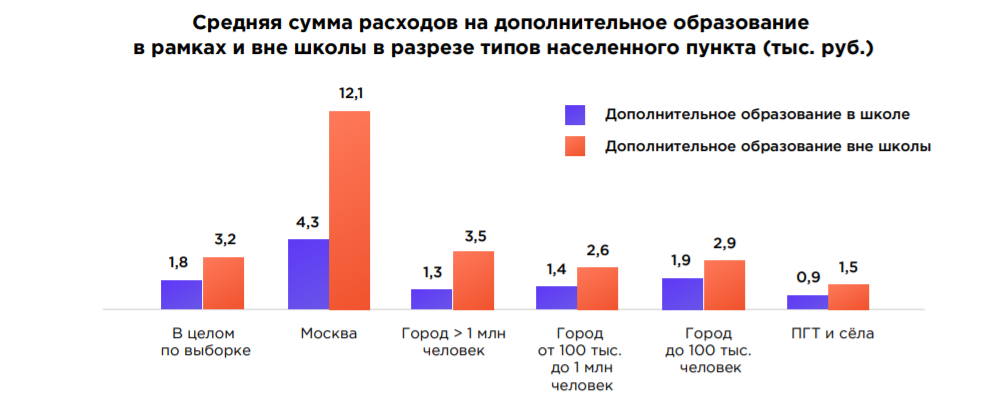 Средняя сумма расходов на дополнительное образование
в рамках и вне школы в разрезе типов населенного пункта (тыс. руб.)
Дополнительное образование в школе
Дополнительное образование вне школы
1,8
3,2
4,3
12,1
1,3
3,5
1,4
2,6
1,9
2,9
0,9
1,5
В целом
по выборке
Москва
Город > 1 млн
человек
Город
от 100 тыс.
до 1 млн
человек
Город
до 100 тыс.
человек
ПГТ и сёла